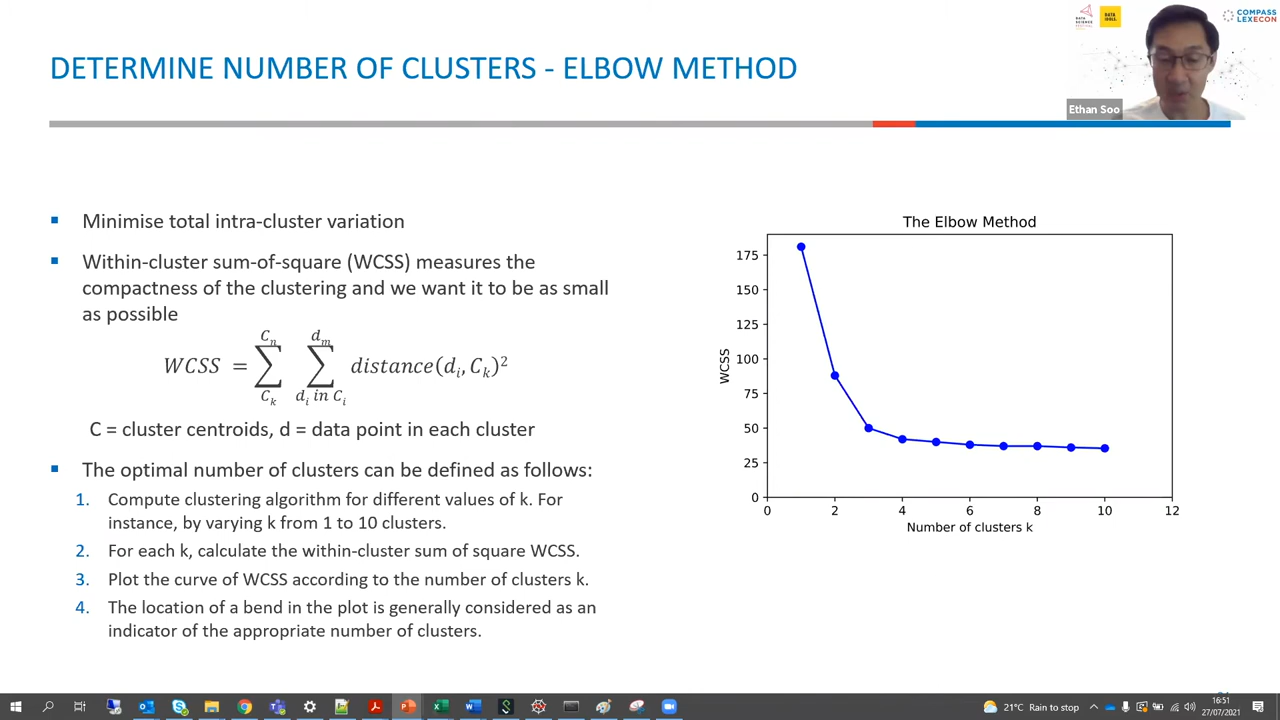 DATA SCIENCE FESTIVAL
DATA IDOLS
COMPASS
LEXECON
DETERMINE NUMBER OF CLUSTERS - ELBOW METHOD
Ethan Soo
▪ Minimise total intra-cluster variation
▪ Within-cluster sum-of-square (WCSS) measures the
compactness of the clustering and we want it to be as small
as possible
WCSS = ∑_{C_k}^{C_n} ∑_{d_i in C_i}^{d_m} distance(d_i, C_k)²
C = cluster centroids, d = data point in each cluster
▪ The optimal number of clusters can be defined as follows:
1. Compute clustering algorithm for different values of k. For
instance, by varying k from 1 to 10 clusters.
2. For each k, calculate the within-cluster sum of square WCSS.
3. Plot the curve of WCSS according to the number of clusters k.
4. The location of a bend in the plot is generally considered as an
indicator of the appropriate number of clusters.
The Elbow Method
175
150
125
100
75
50
25
0
WCSS
0 2 4 6 8 10 12
Number of clusters k
21°C Rain to stop
16:51
27/07/2021